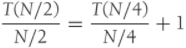 T(N/2)/(N/2) = T(N/4)/(N/4) + 1